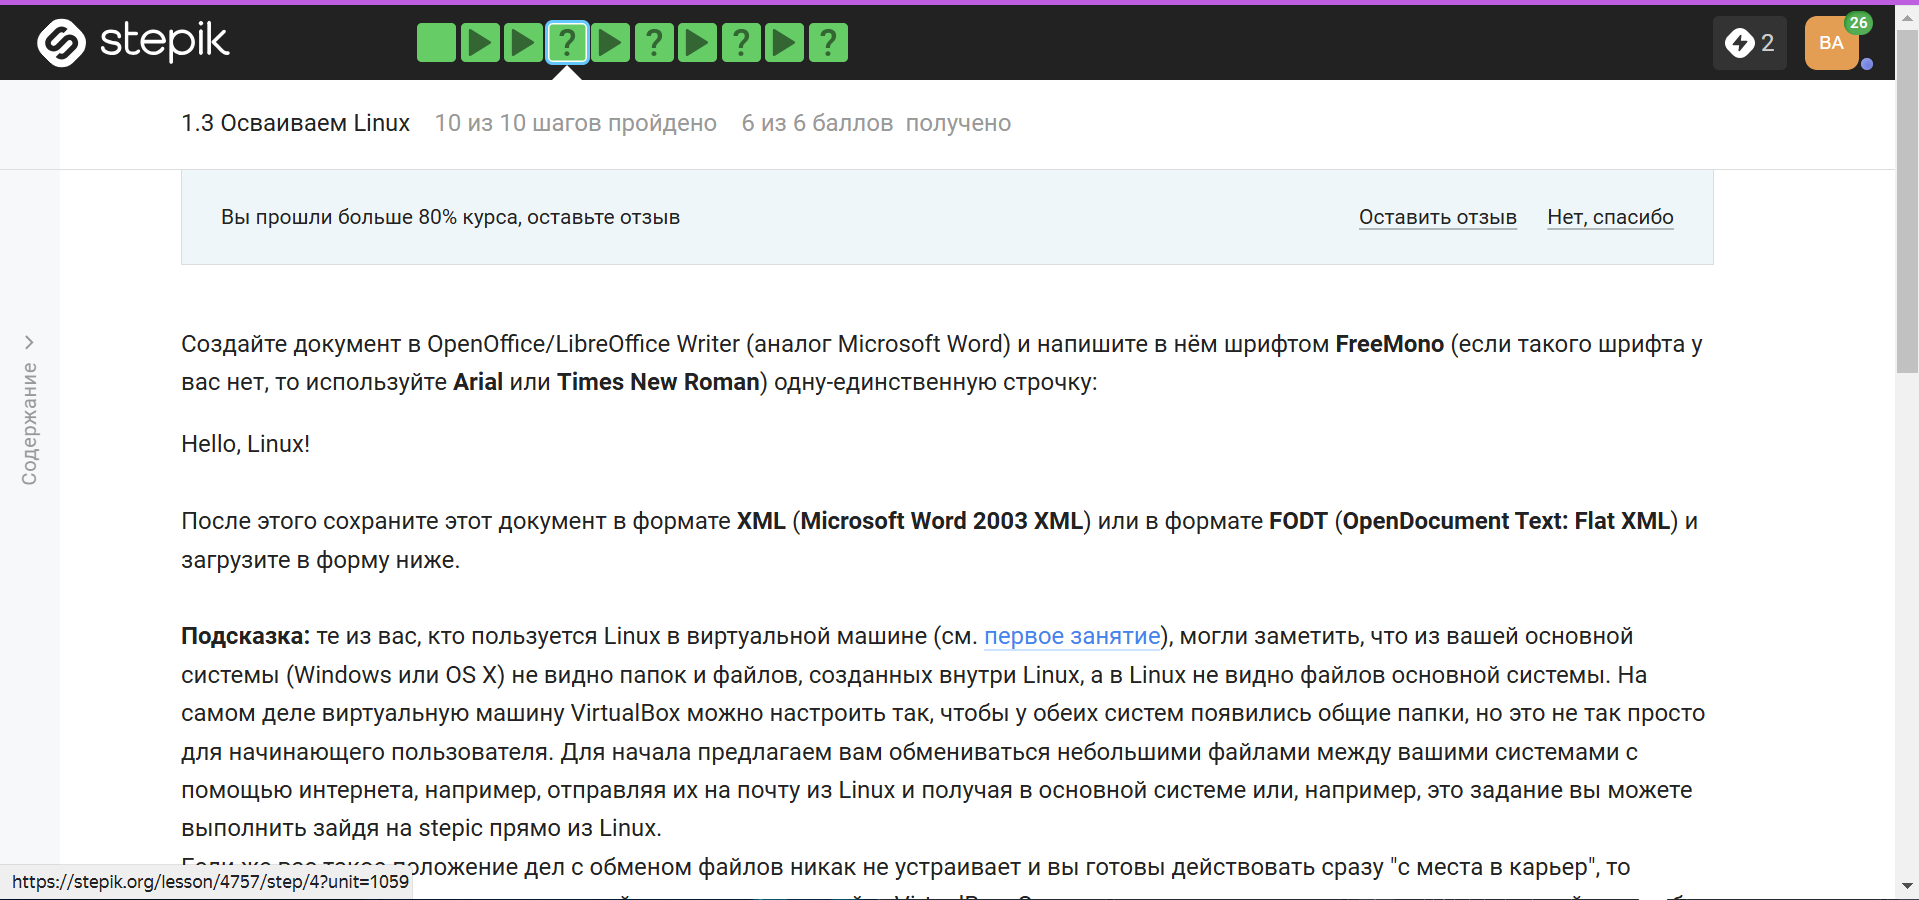 stepik
?
?
?
?
2
BA
26
1.3 Осваиваем Linux 10 из 10 шагов пройдено 6 из 6 баллов получено
Вы прошли больше 80% курса, оставьте отзыв Оставить отзыв Нет, спасибо
Содержание
Создайте документ в OpenOffice/LibreOffice Writer (аналог Microsoft Word) и напишите в нём шрифтом FreeMono (если такого шрифта у
вас нет, то используйте Arial или Times New Roman) одну-единственную строчку:
Hello, Linux!
После этого сохраните этот документ в формате XML (Microsoft Word 2003 XML) или в формате FODT (OpenDocument Text: Flat XML) и
загрузите в форму ниже.
Подсказка: те из вас, кто пользуется Linux в виртуальной машине (см. первое занятие), могли заметить, что из вашей основной
системы (Windows или OS X) не видно папок и файлов, созданных внутри Linux, а в Linux не видно файлов основной системы. На
самом деле виртуальную машину VirtualBox можно настроить так, чтобы у обеих систем появились общие папки, но это не так просто
для начинающего пользователя. Для начала предлагаем вам обмениваться небольшими файлами между вашими системами с
помощью интернета, например, отправляя их на почту из Linux и получая в основной системе или, например, это задание вы можете
выполнить зайдя на stepic прямо из Linux.
Если же вас такое положение дел с обменом файлов никак не устраивает и вы готовы действовать сразу "с места в карьер", то
https://stepik.org/lesson/4757/step/4?unit=1059